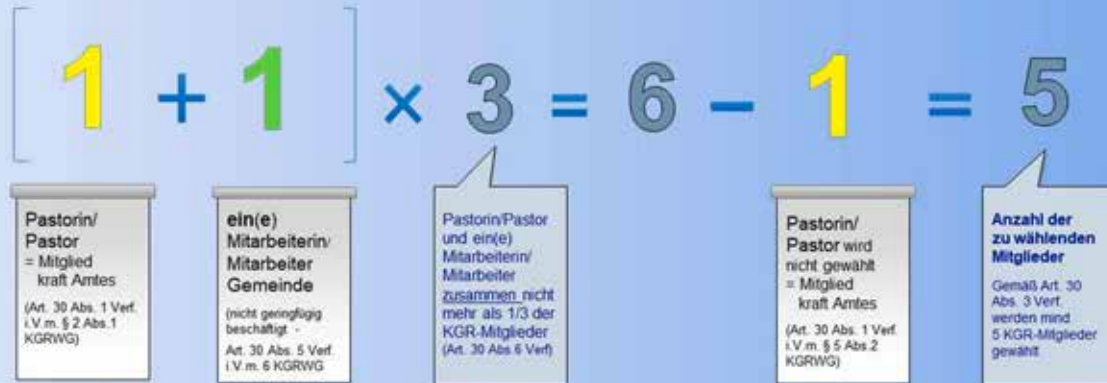 [ 1 + 1 ] × 3 = 6 − 1 = 5
Pastorin/
Pastor
= Mitglied
kraft Amtes
(Art. 30 Abs. 1 Verf.
i.V.m. § 2 Abs.1
KGRWG)
ein(e)
Mitarbeiterin/
Mitarbeiter
Gemeinde
(nicht geringfügig
beschäftigt -
Art. 30 Abs. 5 Verf.
i.V.m. 6 KGRWG
Pastorin/Pastor
und ein(e)
Mitarbeiterin/
Mitarbeiter
zusammen nicht
mehr als 1/3 der
KGR-Mitglieder
(Art. 30 Abs.6 Verf)
Pastorin/
Pastor wird
nicht gewählt
= Mitglied
kraft Amtes
(Art. 30 Abs. 1 Verf.
i.V.m. § 5 Abs.2
KGRWG)
Anzahl der
zu wählenden
Mitglieder
Gemäß Art. 30
Abs. 3 Verf.
werden mind
5 KGR-Mitglieder
gewählt